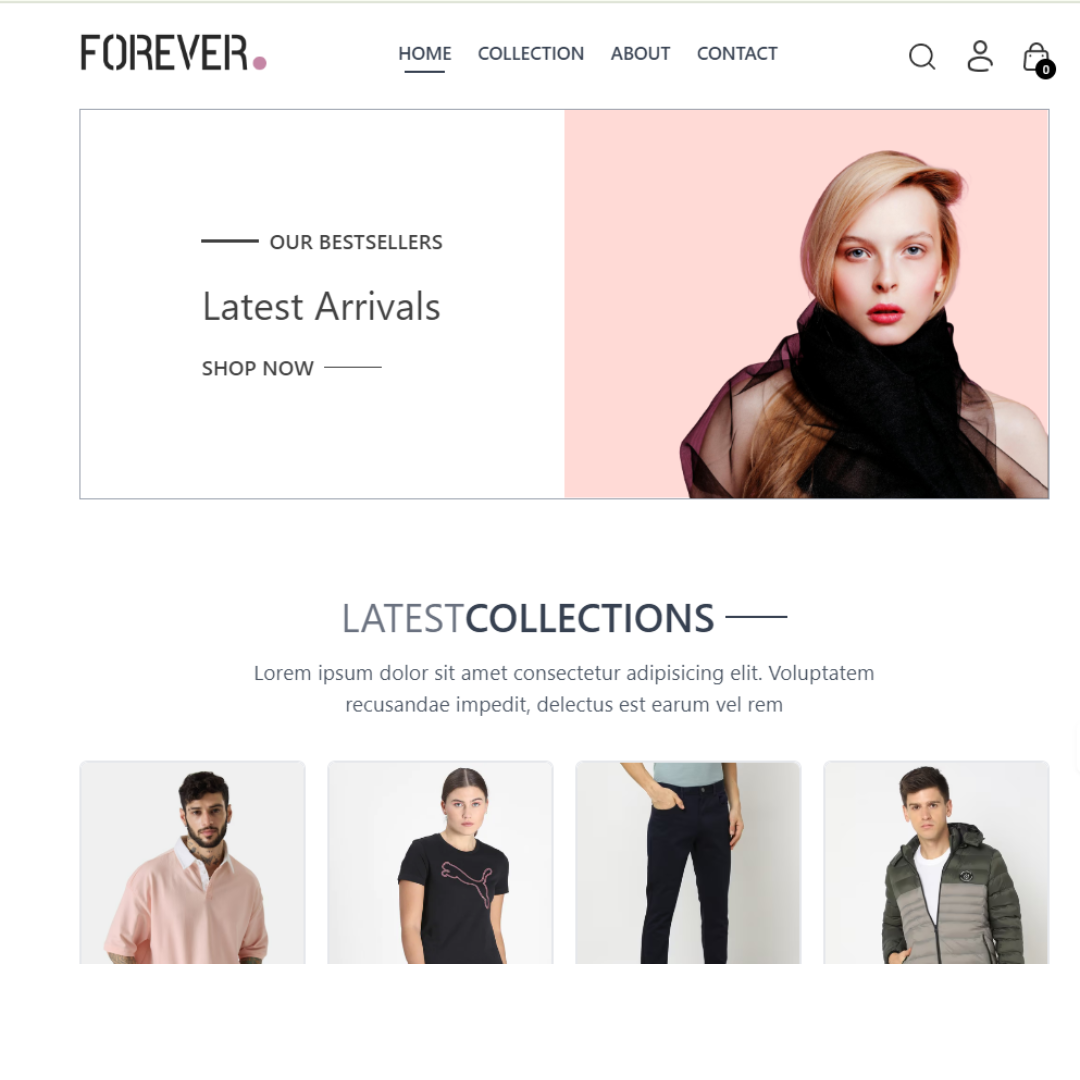 FOREVER.
HOME COLLECTION ABOUT CONTACT
0
OUR BESTSELLERS
Latest Arrivals
SHOP NOW
LATESTCOLLECTIONS
Lorem ipsum dolor sit amet consectetur adipisicing elit. Voluptatem
recusandae impedit, delectus est earum vel rem